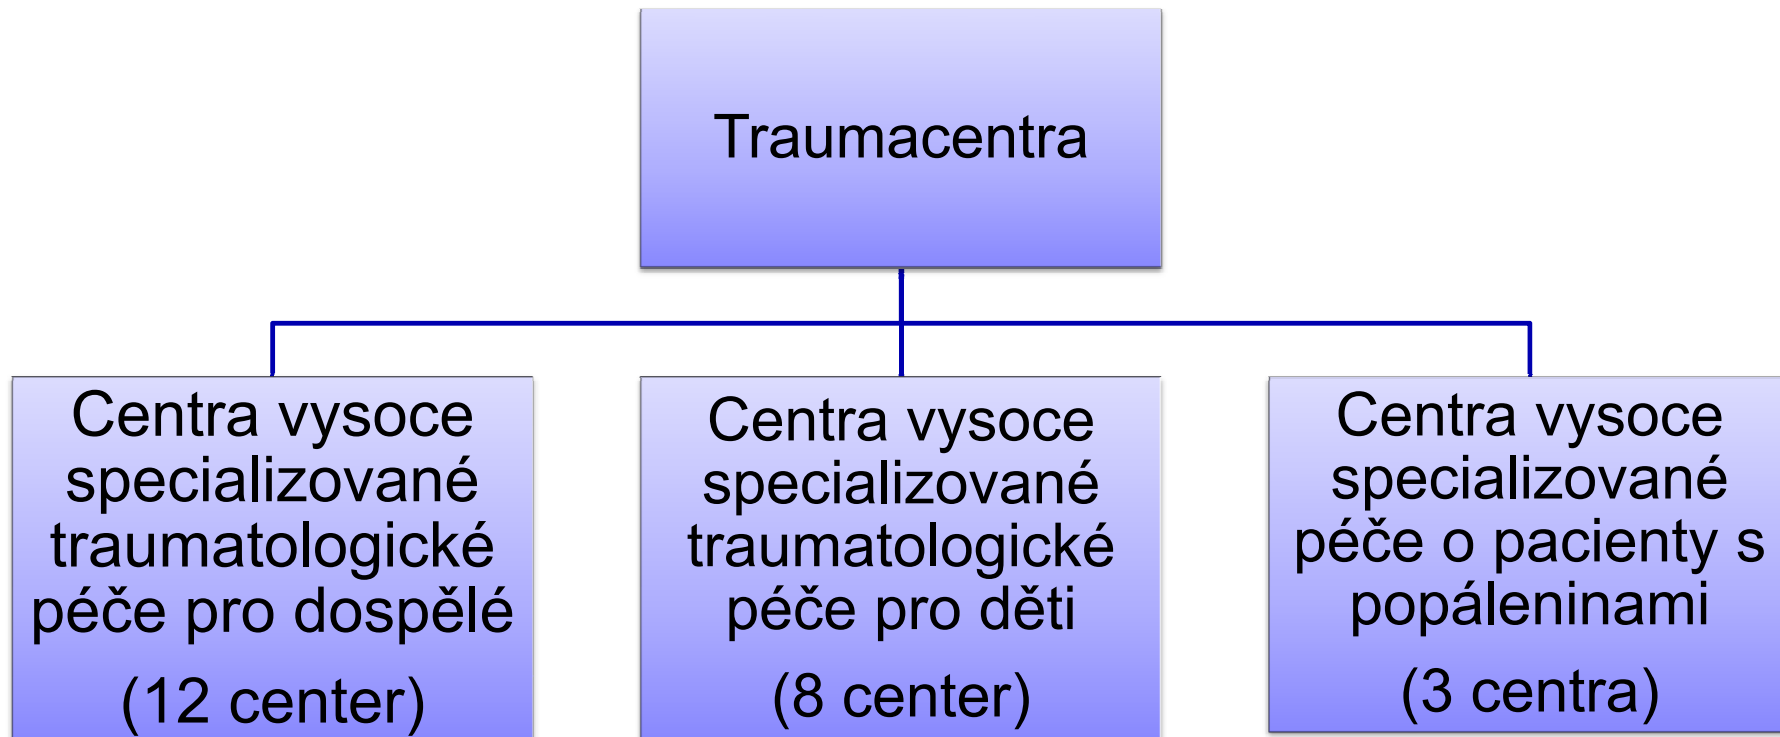 Traumacentra
Centra vysoce
specializované
traumatologické
péče pro dospělé
(12 center)
Centra vysoce
specializované
traumatologické
péče pro děti
(8 center)
Centra vysoce
specializované
péče o pacienty s
popáleninami
(3 centra)